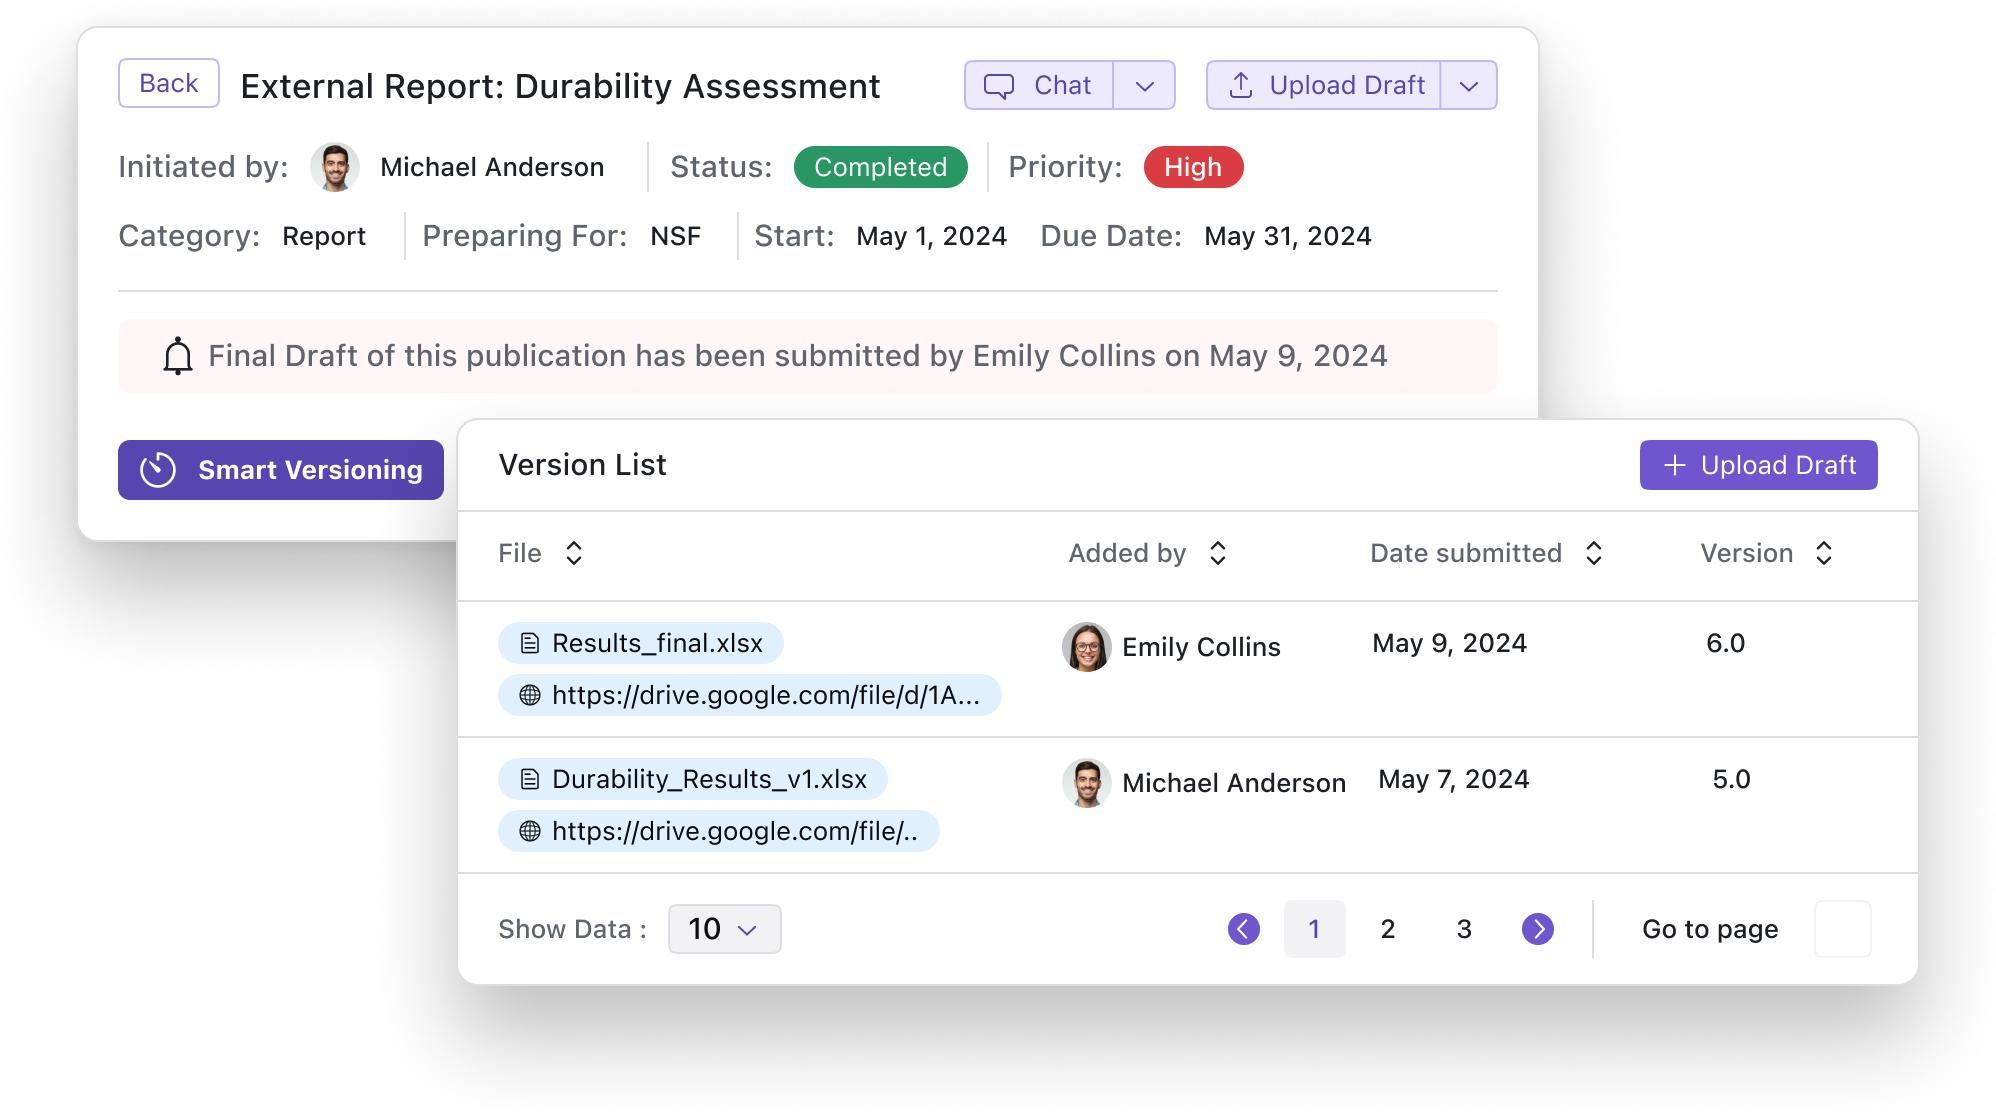 Back External Report: Durability Assessment Chat Upload Draft
Initiated by: Michael Anderson Status: Completed Priority: High
Category: Report Preparing For: NSF Start: May 1, 2024 Due Date: May 31, 2024
Final Draft of this publication has been submitted by Emily Collins on May 9, 2024
Smart Versioning
Version List + Upload Draft
File Added by Date submitted Version
Results_final.xlsx Emily Collins May 9, 2024 6.0
https://drive.google.com/file/d/1A...
Durability_Results_v1.xlsx Michael Anderson May 7, 2024 5.0
https://drive.google.com/file/..
Show Data : 10 1 2 3 Go to page